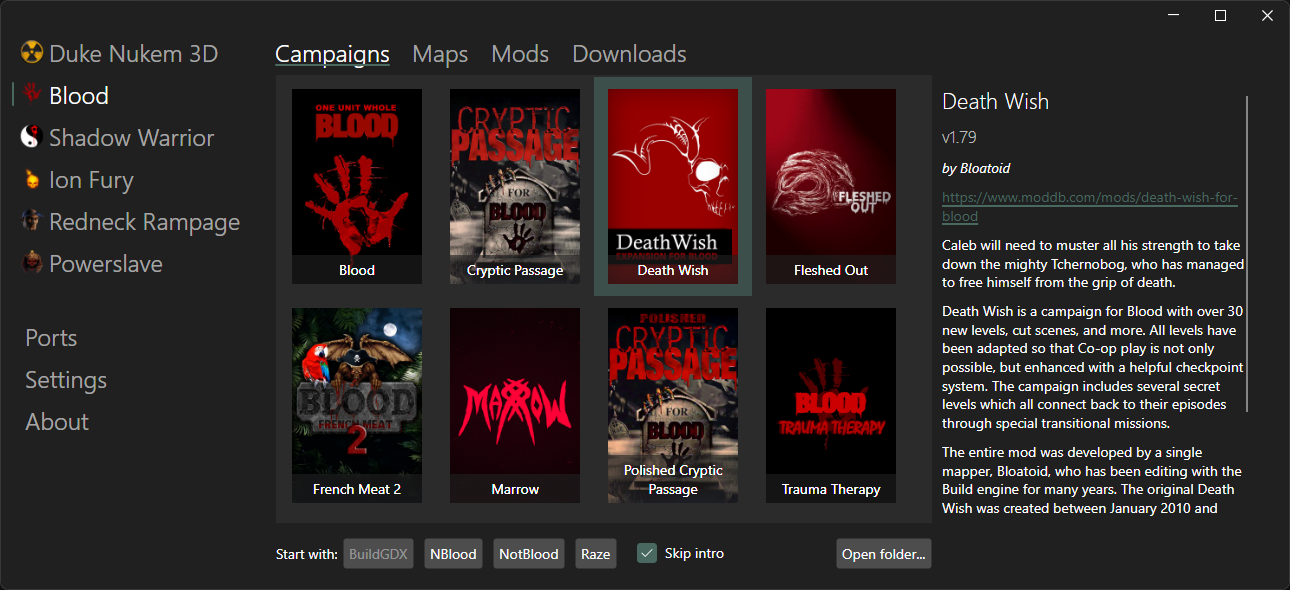 Duke Nukem 3D
Blood
Shadow Warrior
Ion Fury
Redneck Rampage
Powerslave
Ports
Settings
About
Campaigns Maps Mods Downloads
ONE UNIT WHOLE
BLOOD
Blood
CRYPTIC
PASSAGE
FOR
BLOOD
Cryptic Passage
DeathWish
EXPANSION FOR BLOOD
Death Wish
FLESHED
OUT
Fleshed Out
BLOOD
FRENCH MEAT
2
French Meat 2
MARROW
Marrow
POLISHED
CRYPTIC
PASSAGE
FOR
BLOOD
Polished Cryptic
Passage
BLOOD
TRAUMA THERAPY
Trauma Therapy
Start with: BuildGDX NBlood NotBlood Raze Skip intro Open folder...
Death Wish
v1.79
by Bloatoid
https://www.moddb.com/mods/death-wish-for-
blood
Caleb will need to muster all his strength to take
down the mighty Tchernobog, who has managed
to free himself from the grip of death.
Death Wish is a campaign for Blood with over 30
new levels, cut scenes, and more. All levels have
been adapted so that Co-op play is not only
possible, but enhanced with a helpful checkpoint
system. The campaign includes several secret
levels which all connect back to their episodes
through special transitional missions.
The entire mod was developed by a single
mapper, Bloatoid, who has been editing with the
Build engine for many years. The original Death
Wish was created between January 2010 and